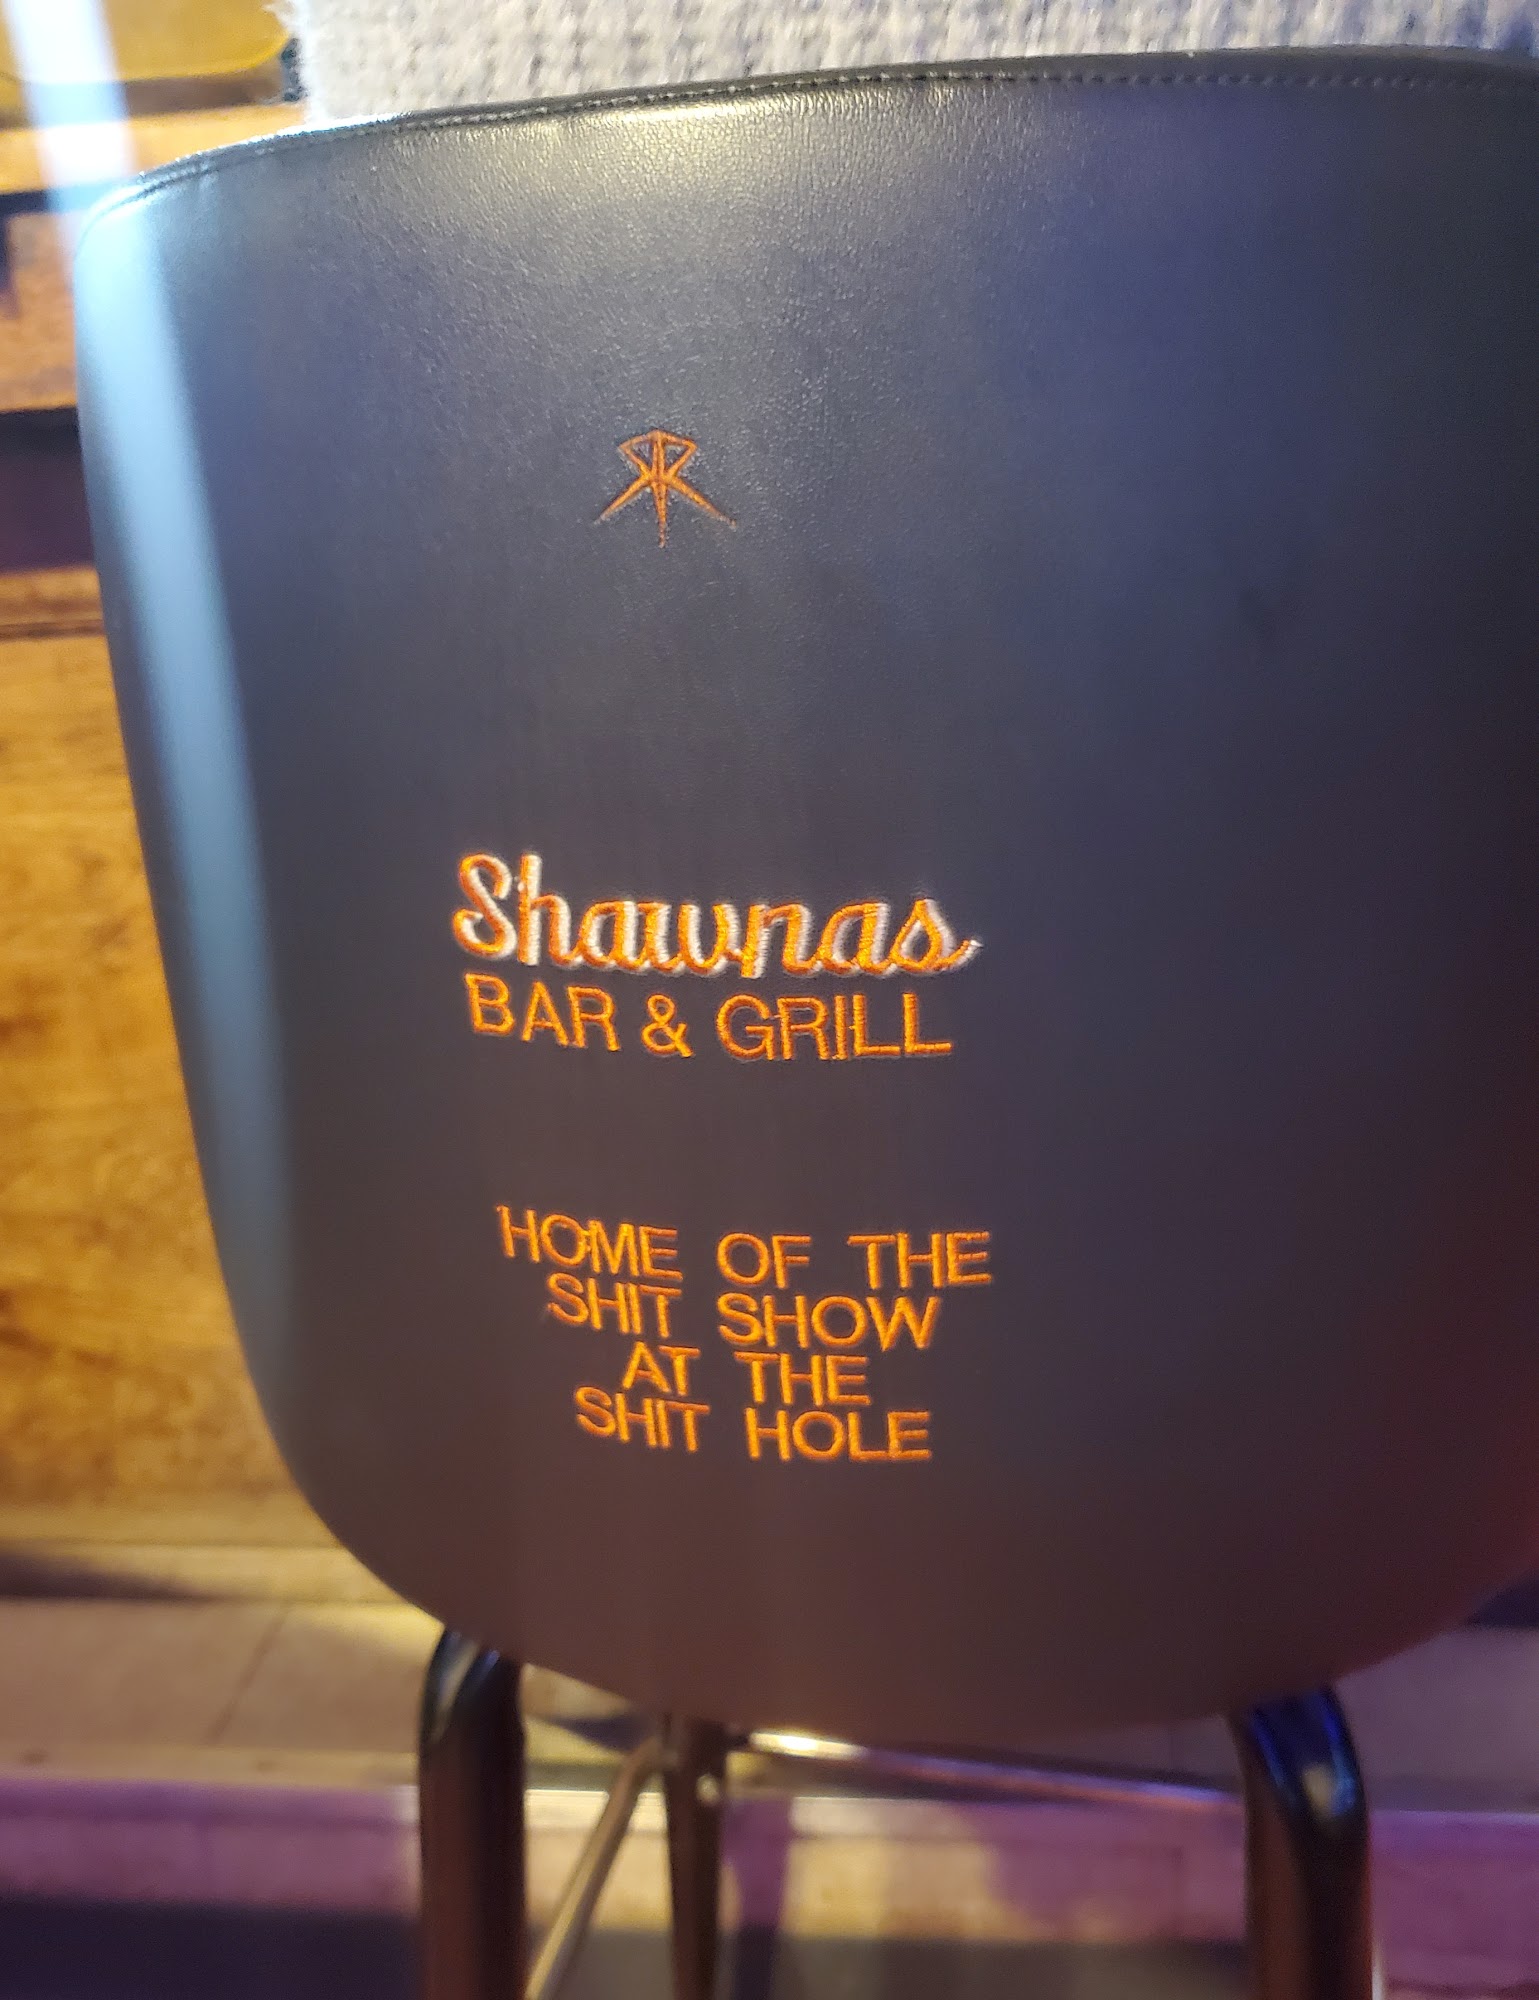 Shawnas
BAR & GRILL
HOME OF THE
SHIT SHOW
AT THE
SHIT HOLE